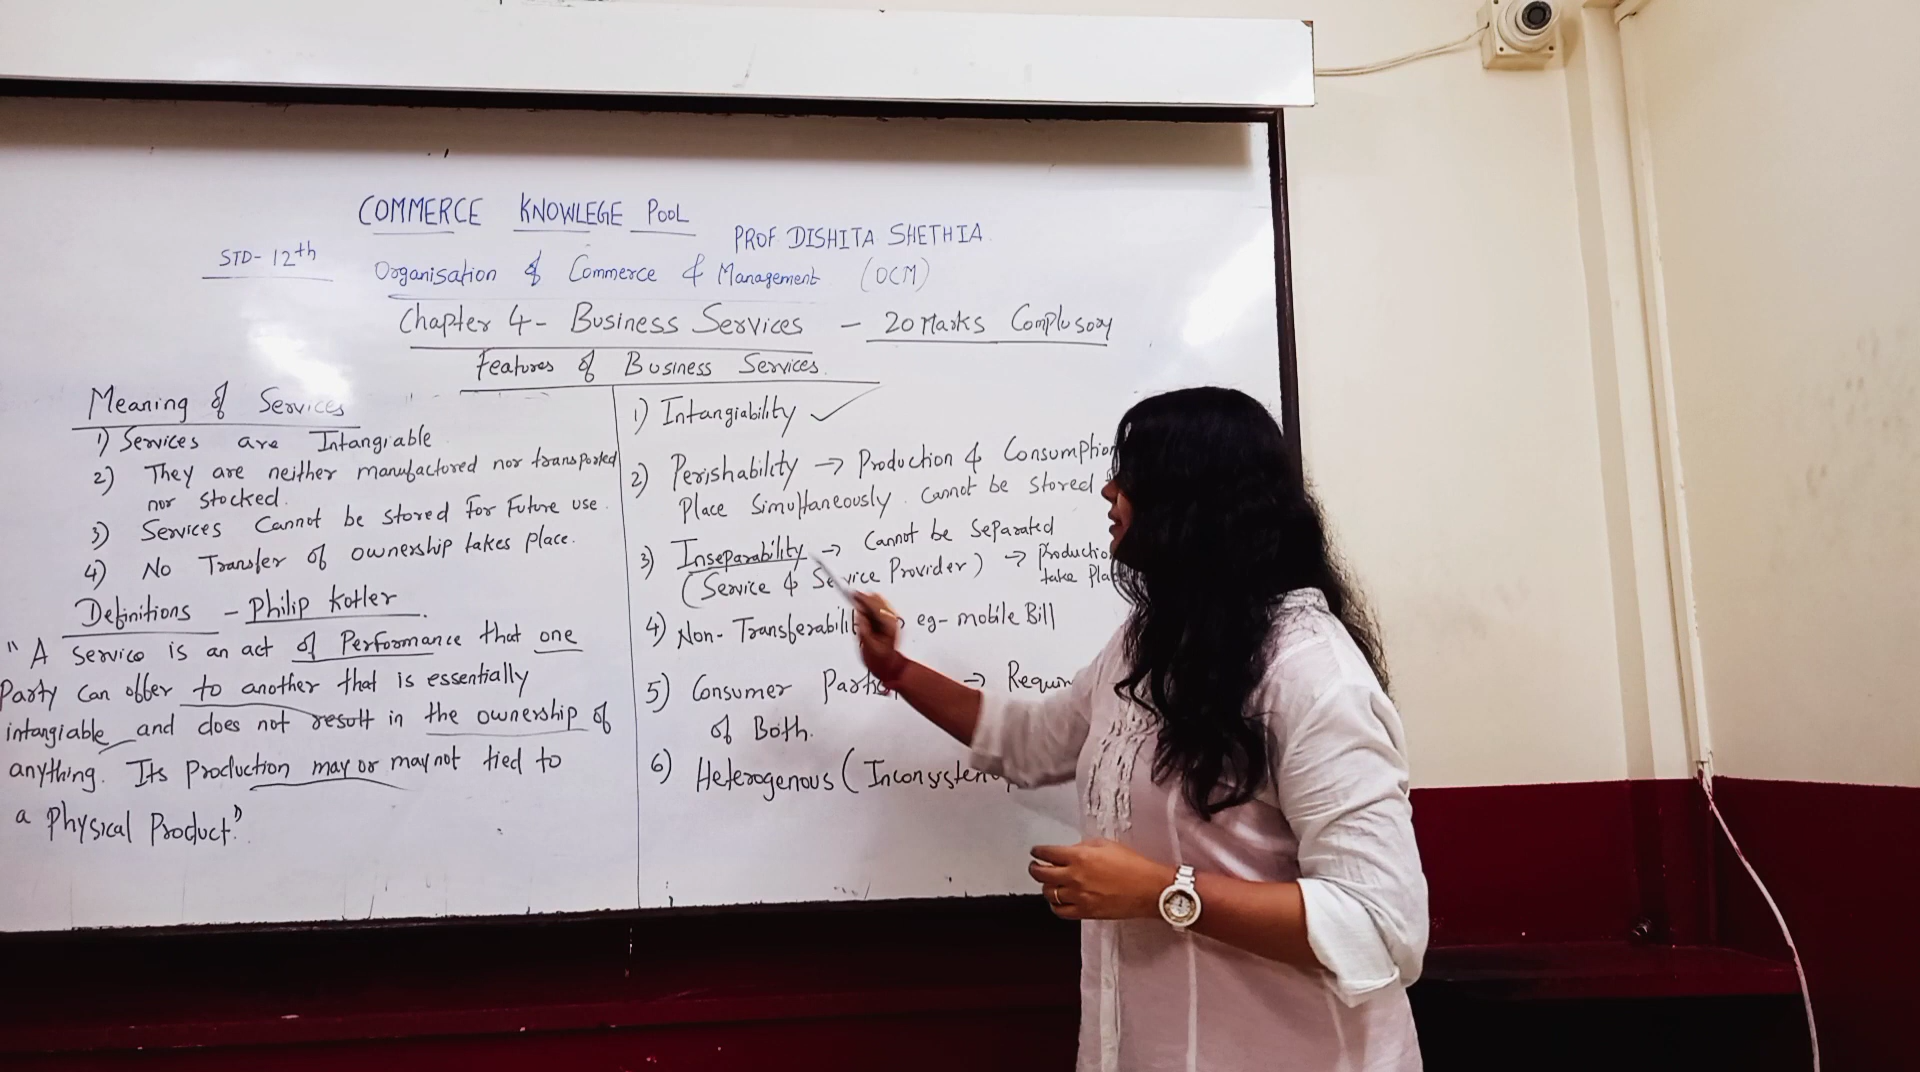 COMMERCE KNOWLEGE POOL
PROF DISHITA SHETHIA
STD- 12th
Organisation of Commerce & Management (OCM)
Chapter 4 - Business Services - 20 Marks Complusory
Features of Business Services.
Meaning of Services
1) Services are Intangiable
2) They are neither manufactored nor transported
nor stocked.
3) Services Cannot be stored For Future use.
4) No Transfer of ownership takes place.
Definitions - Philip Kotler
"A service is an act of Performance that one
Party can offer to another that is essentially
intangiable and does not result in the ownership of
anything. Its Production may or may not tied to
a Physical Product."
1) Intangiability ✓
2) Perishability → Production & Consumption
Place Simultaneously. Cannot be stored
3) Inseparability → Cannot be Separated
(Service & Service Provider) → Production
take
4) Non-Transferability → eg- mobile Bill
5) Consumer →
of Both.
6) Heterogenous (Inconsystency